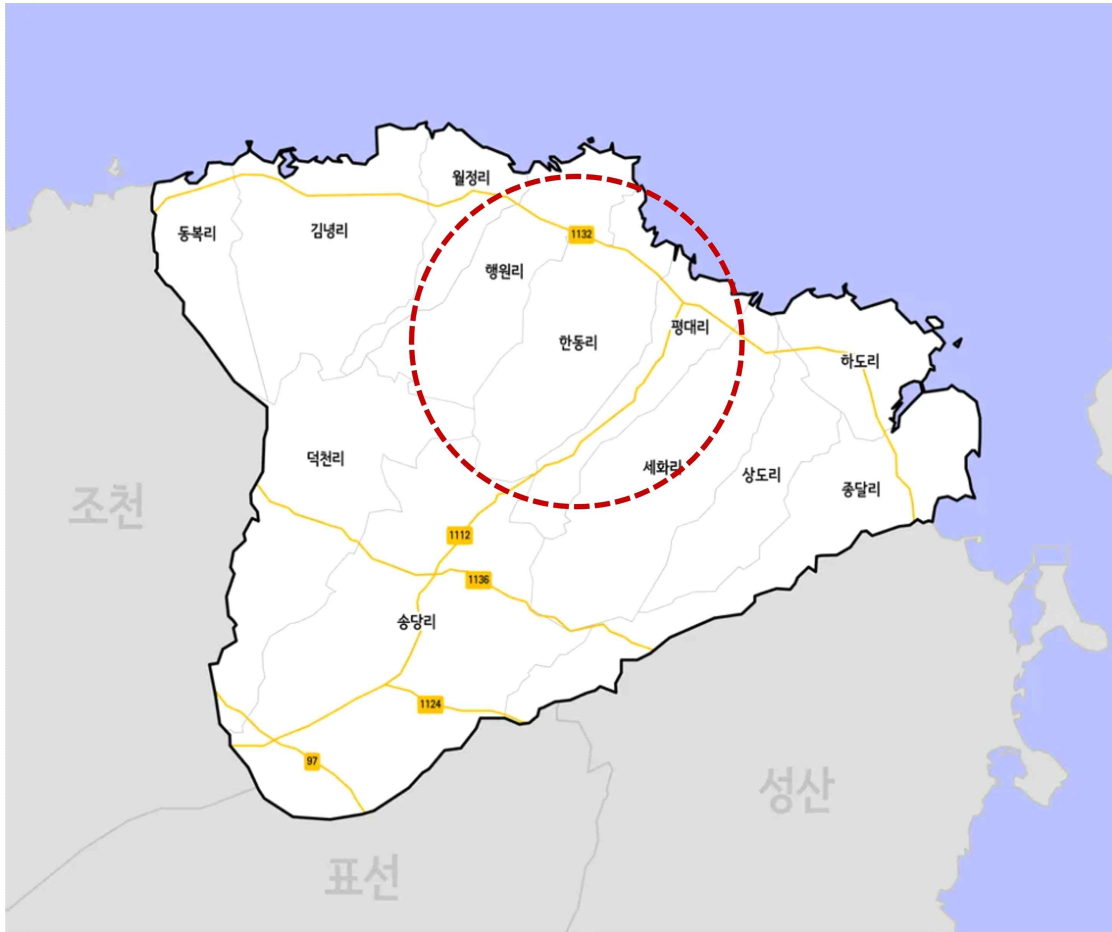 월정리
동복리
김녕리
1132
행원리
평대리
한동리
하도리
덕천리
세화리
상도리
종달리
조천
1112
1136
송당리
1124
97
성산
표선